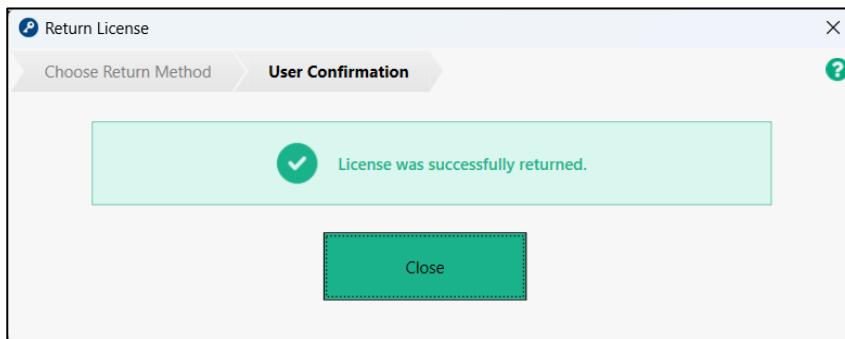 Return License
Choose Return Method
User Confirmation
License was successfully returned.
Close